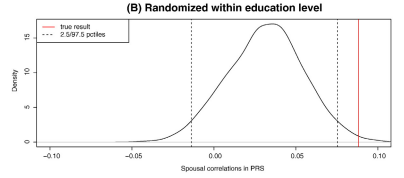 (B) Randomized within education level
true result
2.5/97.5 pctiles
Density
15
10
5
0
−0.10 −0.05 0.00 0.05 0.10
Spousal correlations in PRS